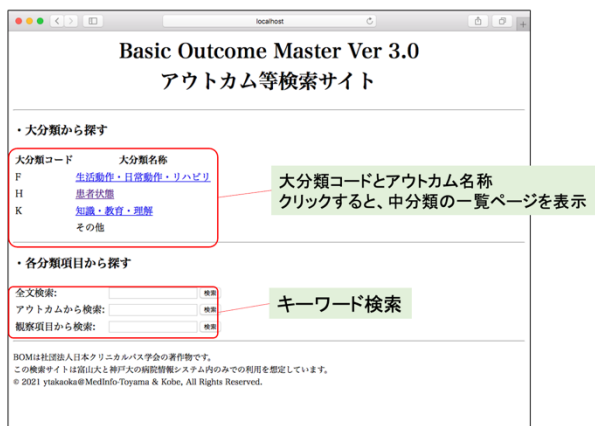 localhost
Basic Outcome Master Ver 3.0
アウトカム等検索サイト
・大分類から探す
大分類コード 大分類名称
F 生活動作・日常動作・リハビリ
H 患者状態
K 知識・教育・理解
その他
大分類コードとアウトカム名称
クリックすると、中分類の一覧ページを表示
・各分類項目から探す
全文検索: 検索
アウトカムから検索: 検索
観察項目から検索: 検索
キーワード検索
BOMは社団法人日本クリニカルパス学会の著作物です。
この検索サイトは富山大と神戸大の病院情報システム内のみでの利用を想定しています。
© 2021 ytakaoka@MedInfo-Toyama & Kobe, All Rights Reserved.